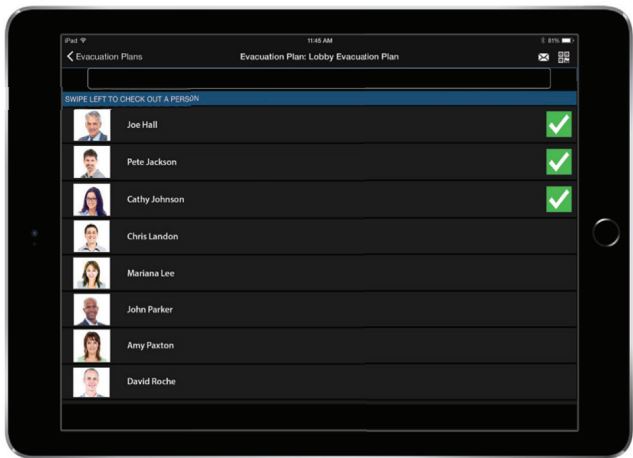 iPad
11:45 AM
81%
Evacuation Plans
Evacuation Plan: Lobby Evacuation Plan
SWIPE LEFT TO CHECK OUT A PERSON
Joe Hall
Pete Jackson
Cathy Johnson
Chris Landon
Mariana Lee
John Parker
Amy Paxton
David Roche